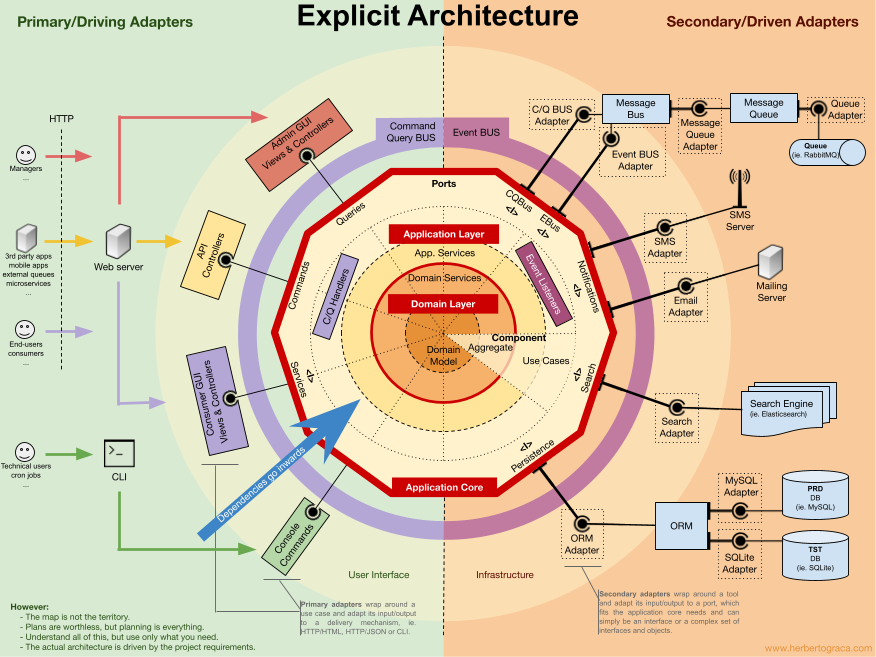 Explicit Architecture
Primary/Driving Adapters
Secondary/Driven Adapters
HTTP
Managers
...
3rd party apps
mobile apps
external queues
microservices
...
End-users
consumers
Technical users
cron jobs
...
Web server
>_
CLI
Admin GUI
Views & Controllers
API
Controllers
Consumer GUI
Views & Controllers
Console
Commands
Command
Query BUS
Event BUS
Ports
Queries
Commands
Services
</>
C/Q Handlers
Application Layer
App. Services
Domain Services
Domain Layer
Domain
Model
Component
Aggregate
Use Cases
Event Listeners
CQBus
</>
EBus
</>
Notifications
</>
Search
</>
Persistence
</>
Application Core
Dependencies go inwards
C/Q BUS
Adapter
Message
Bus
Message
Queue
Adapter
Message
Queue
Queue
Adapter
Queue
(ie. RabbitMQ)
Event BUS
Adapter
SMS
Adapter
SMS
Server
Email
Adapter
Mailing
Server
Search
Adapter
Search Engine
(ie. Elasticsearch)
ORM
Adapter
ORM
MySQL
Adapter
PRD
DB
(ie. MySQL)
SQLite
Adapter
TST
DB
(ie. SQLite)
User Interface
Infrastructure
Primary adapters wrap around a
use case and adapt its input/output
to a delivery mechanism, ie.
HTTP/HTML, HTTP/JSON or CLI.
Secondary adapters wrap around a tool
and adapt its input/output to a port, which
fits the application core needs and can
simply be an interface or a complex set of
interfaces and objects.
However:
- The map is not the territory.
- Plans are worthless, but planning is everything.
- Understand all of this, but use only what you need.
- The actual architecture is driven by the project requirements.
www.herbertograca.com